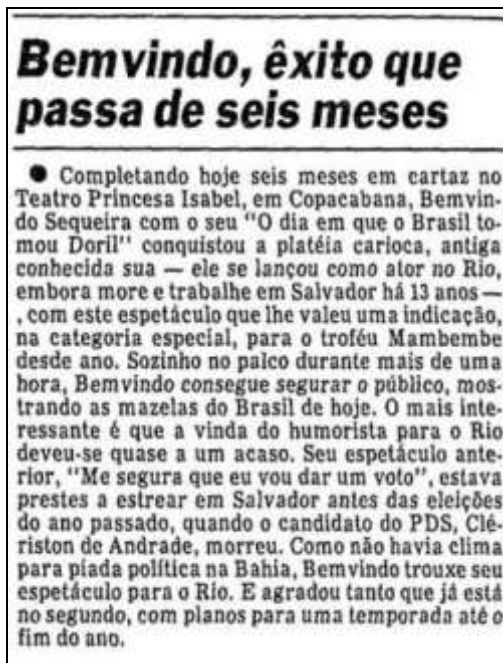 Bemvindo, êxito que
passa de seis meses
● Completando hoje seis meses em cartaz no
Teatro Princesa Isabel, em Copacabana, Bemvin-
do Sequeira com o seu "O dia em que o Brasil to-
mou Doril" conquistou a platéia carioca, antiga
conhecida sua — ele se lançou como ator no Rio,
embora more e trabalhe em Salvador há 13 anos —
, com este espetáculo que lhe valeu uma indicação,
na categoria especial, para o troféu Mambembe
desde ano. Sozinho no palco durante mais de uma
hora, Bemvindo consegue segurar o público, mos-
trando as mazelas do Brasil de hoje. O mais inte-
ressante é que a vinda do humorista para o Rio
deveu-se quase a um acaso. Seu espetáculo ante-
rior, "Me segura que eu vou dar um voto", estava
prestes a estrear em Salvador antes das eleições
do ano passado, quando o candidato do PDS, Clé-
riston de Andrade, morreu. Como não havia clima
para piada política na Bahia, Bemvindo trouxe seu
espetáculo para o Rio. E agradou tanto que já está
no segundo, com planos para uma temporada até o
fim do ano.